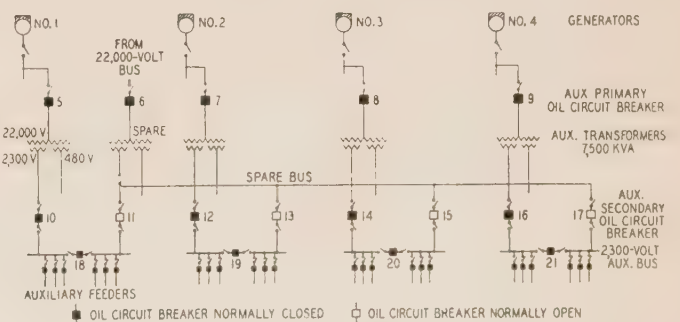 NO. 1
NO. 2
NO. 3
NO. 4
GENERATORS
FROM
22,000-VOLT
BUS
5
6
7
8
9
AUX PRIMARY
OIL CIRCUIT BREAKER
22,000 V
SPARE
AUX. TRANSFORMERS
7,500 KVA
2,300 V
480 V
SPARE BUS
AUX.
SECONDARY
OIL CIRCUIT
BREAKER
10
11
12
13
14
15
16
17
2,300-VOLT
AUX. BUS
18
19
20
21
AUXILIARY FEEDERS
OIL CIRCUIT BREAKER NORMALLY CLOSED
OIL CIRCUIT BREAKER NORMALLY OPEN